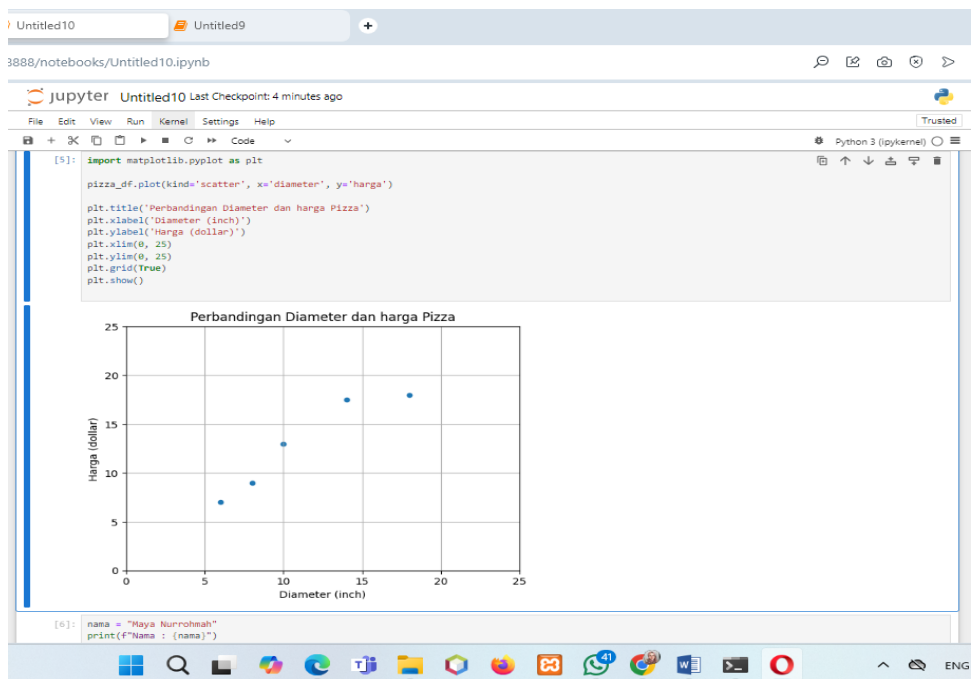 Untitled10
Untitled9
+
8888/notebooks/Untitled10.ipynb
jupyter Untitled10 Last Checkpoint: 4 minutes ago
File Edit View Run Kernel Settings Help
Trusted
Code
Python 3 (ipykernel)
[5]: import matplotlib.pyplot as plt
pizza_df.plot(kind='scatter', x='diameter', y='harga')
plt.title('Perbandingan Diameter dan harga Pizza')
plt.xlabel('Diameter (inch)')
plt.ylabel('Harga (dollar)')
plt.xlim(0, 25)
plt.ylim(0, 25)
plt.grid(True)
plt.show()
Perbandingan Diameter dan harga Pizza
25
20
15
10
5
0
Harga (dollar)
0 5 10 15 20 25
Diameter (inch)
[6]: nama = "Maya Nurrohmah"
print(f"Nama : {nama}")
41
ENG